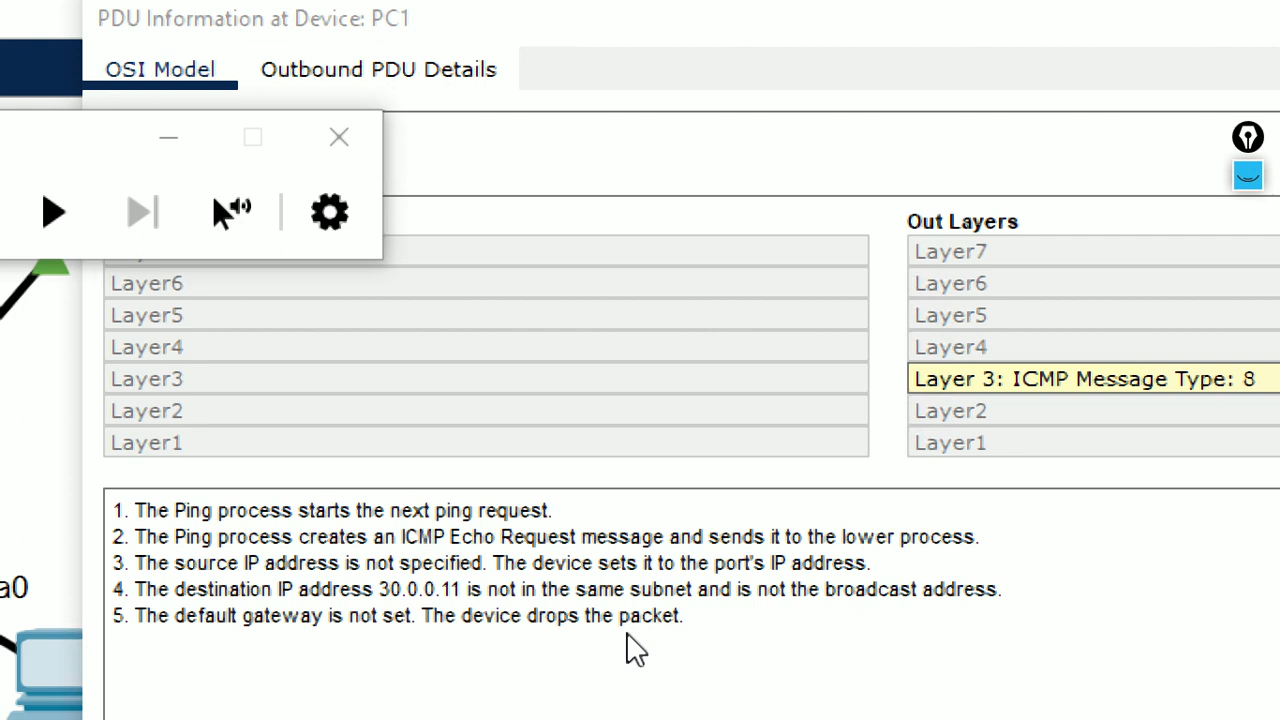 PDU Information at Device: PC1
OSI Model
Outbound PDU Details
Out Layers
Layer7
Layer6
Layer6
Layer5
Layer5
Layer4
Layer4
Layer3
Layer 3: ICMP Message Type: 8
Layer2
Layer2
Layer1
Layer1
1. The Ping process starts the next ping request.
2. The Ping process creates an ICMP Echo Request message and sends it to the lower process.
3. The source IP address is not specified. The device sets it to the port's IP address.
4. The destination IP address 30.0.0.11 is not in the same subnet and is not the broadcast address.
5. The default gateway is not set. The device drops the packet.
a0